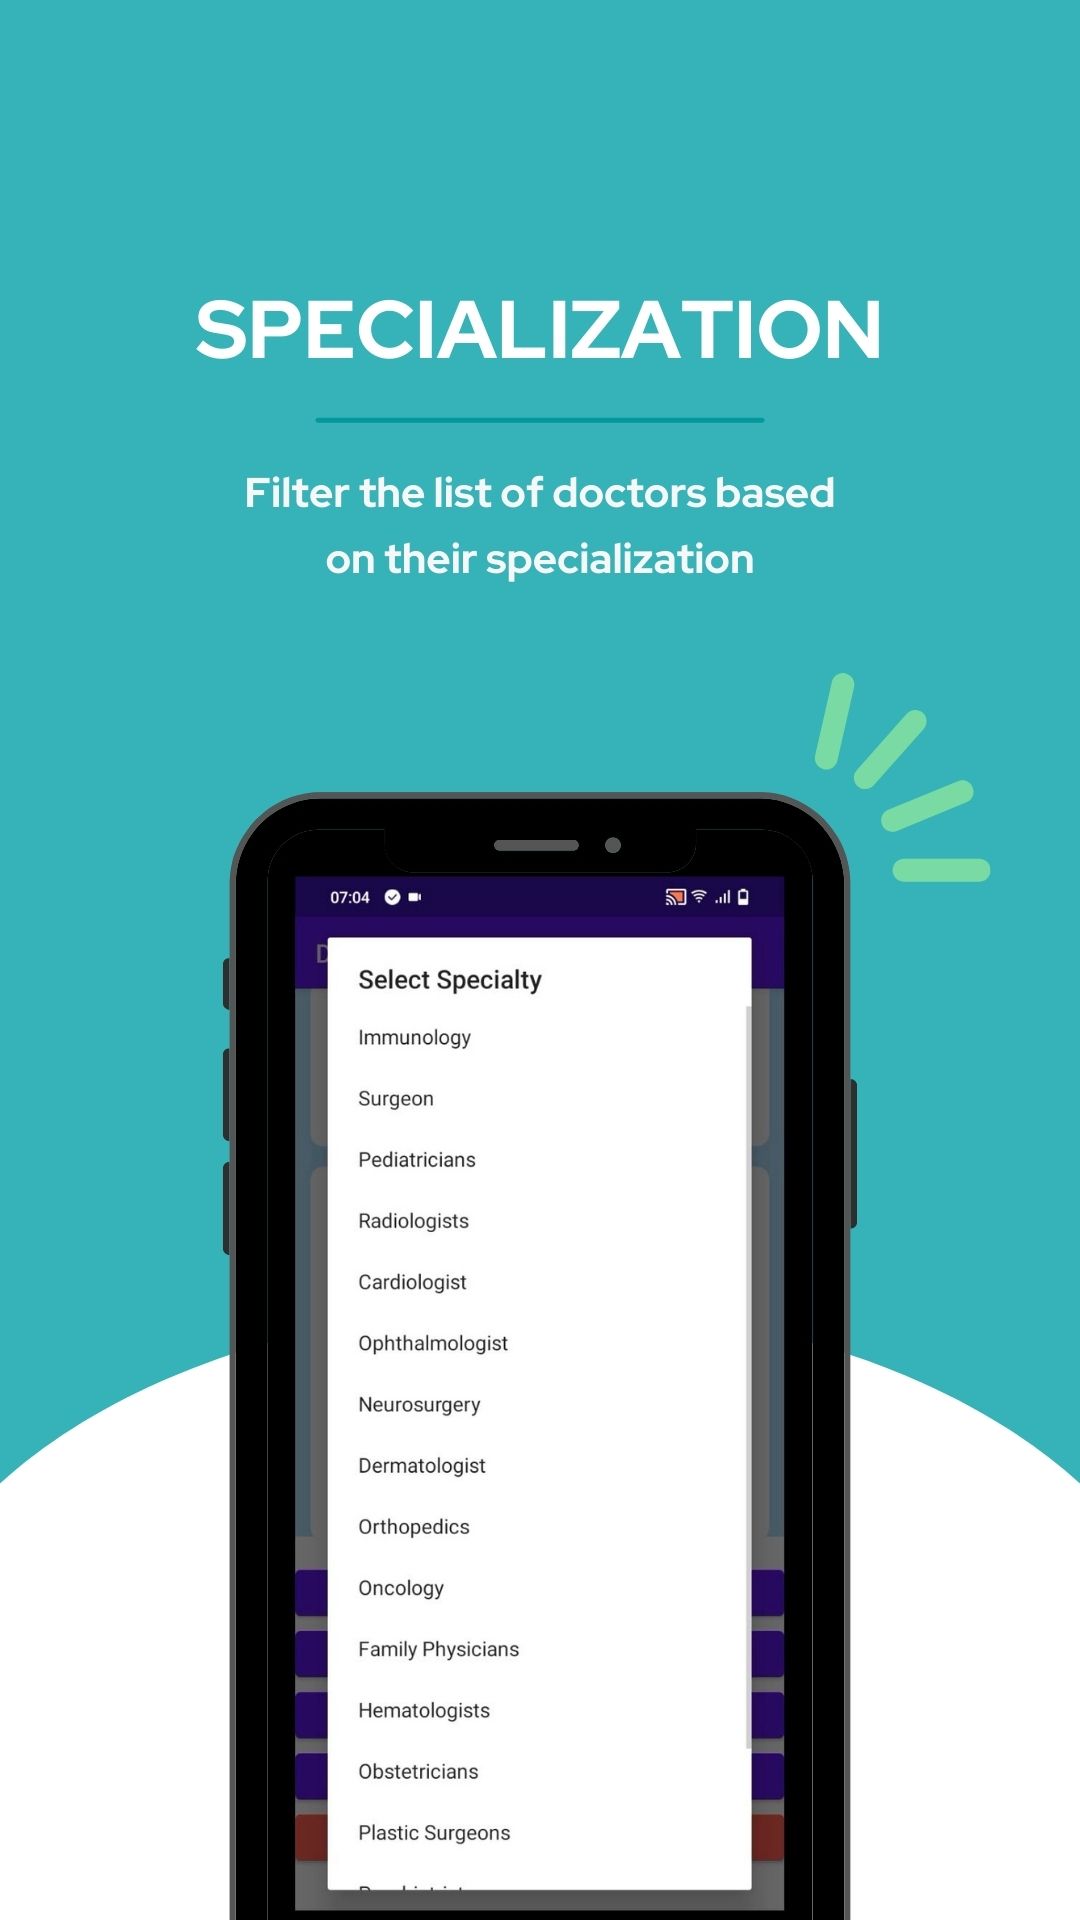 SPECIALIZATION
Filter the list of doctors based
on their specialization
07:04
Select Specialty
Immunology
Surgeon
Pediatricians
Radiologists
Cardiologist
Ophthalmologist
Neurosurgery
Dermatologist
Orthopedics
Oncology
Family Physicians
Hematologists
Obstetricians
Plastic Surgeons